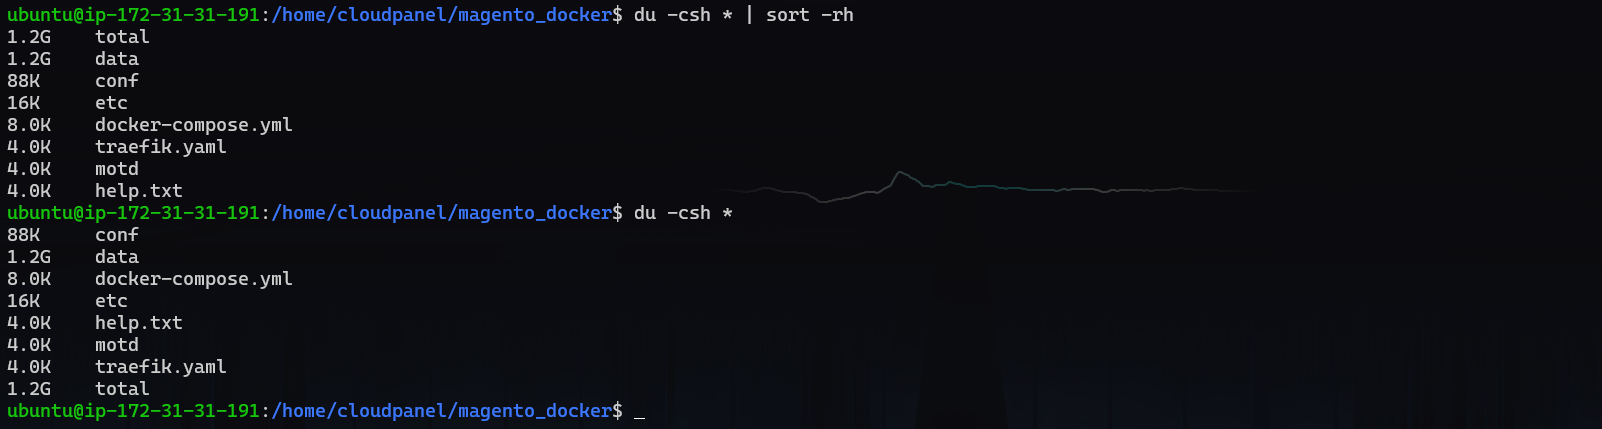 ubuntu@ip-172-31-31-191:/home/cloudpanel/magento_docker$ du -csh * | sort -rh
1.2G    total
1.2G    data
88K     conf
16K     etc
8.0K    docker-compose.yml
4.0K    traefik.yaml
4.0K    motd
4.0K    help.txt
ubuntu@ip-172-31-31-191:/home/cloudpanel/magento_docker$ du -csh *
88K     conf
1.2G    data
8.0K    docker-compose.yml
16K     etc
4.0K    help.txt
4.0K    motd
4.0K    traefik.yaml
1.2G    total
ubuntu@ip-172-31-31-191:/home/cloudpanel/magento_docker$ _